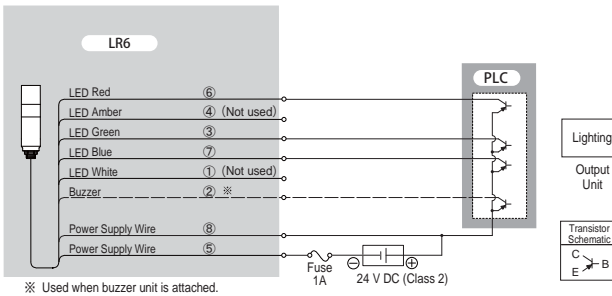 LR6
LED Red ⑥
LED Amber ④ (Not used)
LED Green ③
LED Blue ⑦
LED White ① (Not used)
Buzzer ② ※
Power Supply Wire ⑧
Power Supply Wire ⑤
※ Used when buzzer unit is attached.
Fuse
1A
⊖ ⊕
24 V DC (Class 2)
PLC
Lighting
Output
Unit
Transistor
Schematic
C
B
E